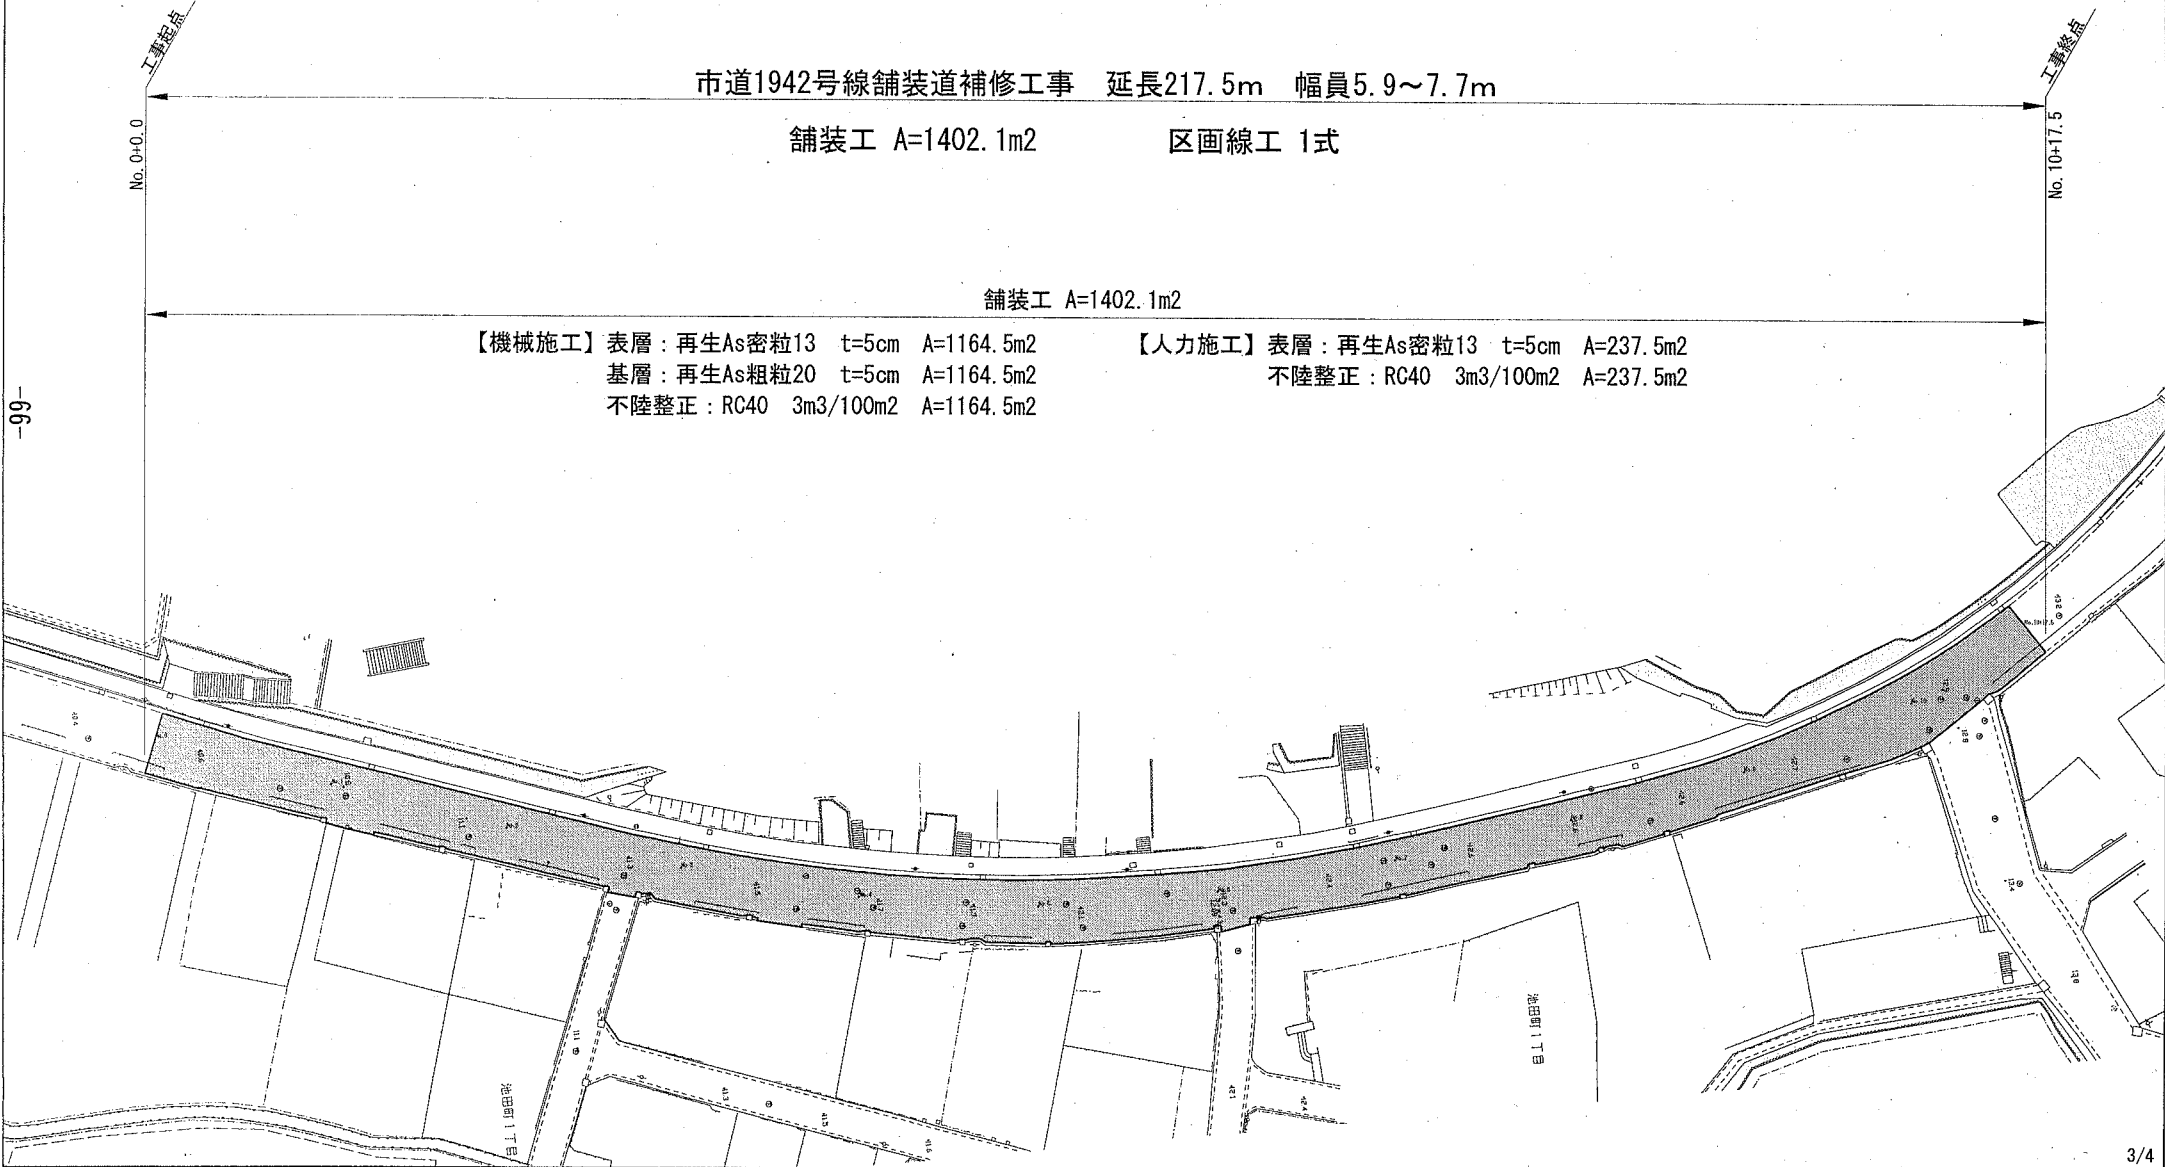 工事起点
工事終点
市道1942号線舗装道補修工事 延長217.5m 幅員5.9～7.7m
No.0+0.0
No.10+17.5
舗装工 A=1402.1m2 区画線工 1式
舗装工 A=1402.1m2
【機械施工】表層：再生As密粒13 t=5cm A=1164.5m2
基層：再生As粗粒20 t=5cm A=1164.5m2
不陸整正：RC40 3m3/100m2 A=1164.5m2
【人力施工】表層：再生As密粒13 t=5cm A=237.5m2
不陸整正：RC40 3m3/100m2 A=237.5m2
-66-
池田町1丁目
池田町1丁目
3/4